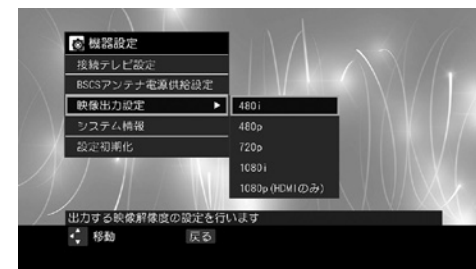 機器設定
接続テレビ設定
BSCSアンテナ電源供給設定
映像出力設定 ▶
480i
システム情報
480p
設定初期化
720p
1080i
1080p(HDMIのみ)
出力する映像解像度の設定を行います
移動 戻る